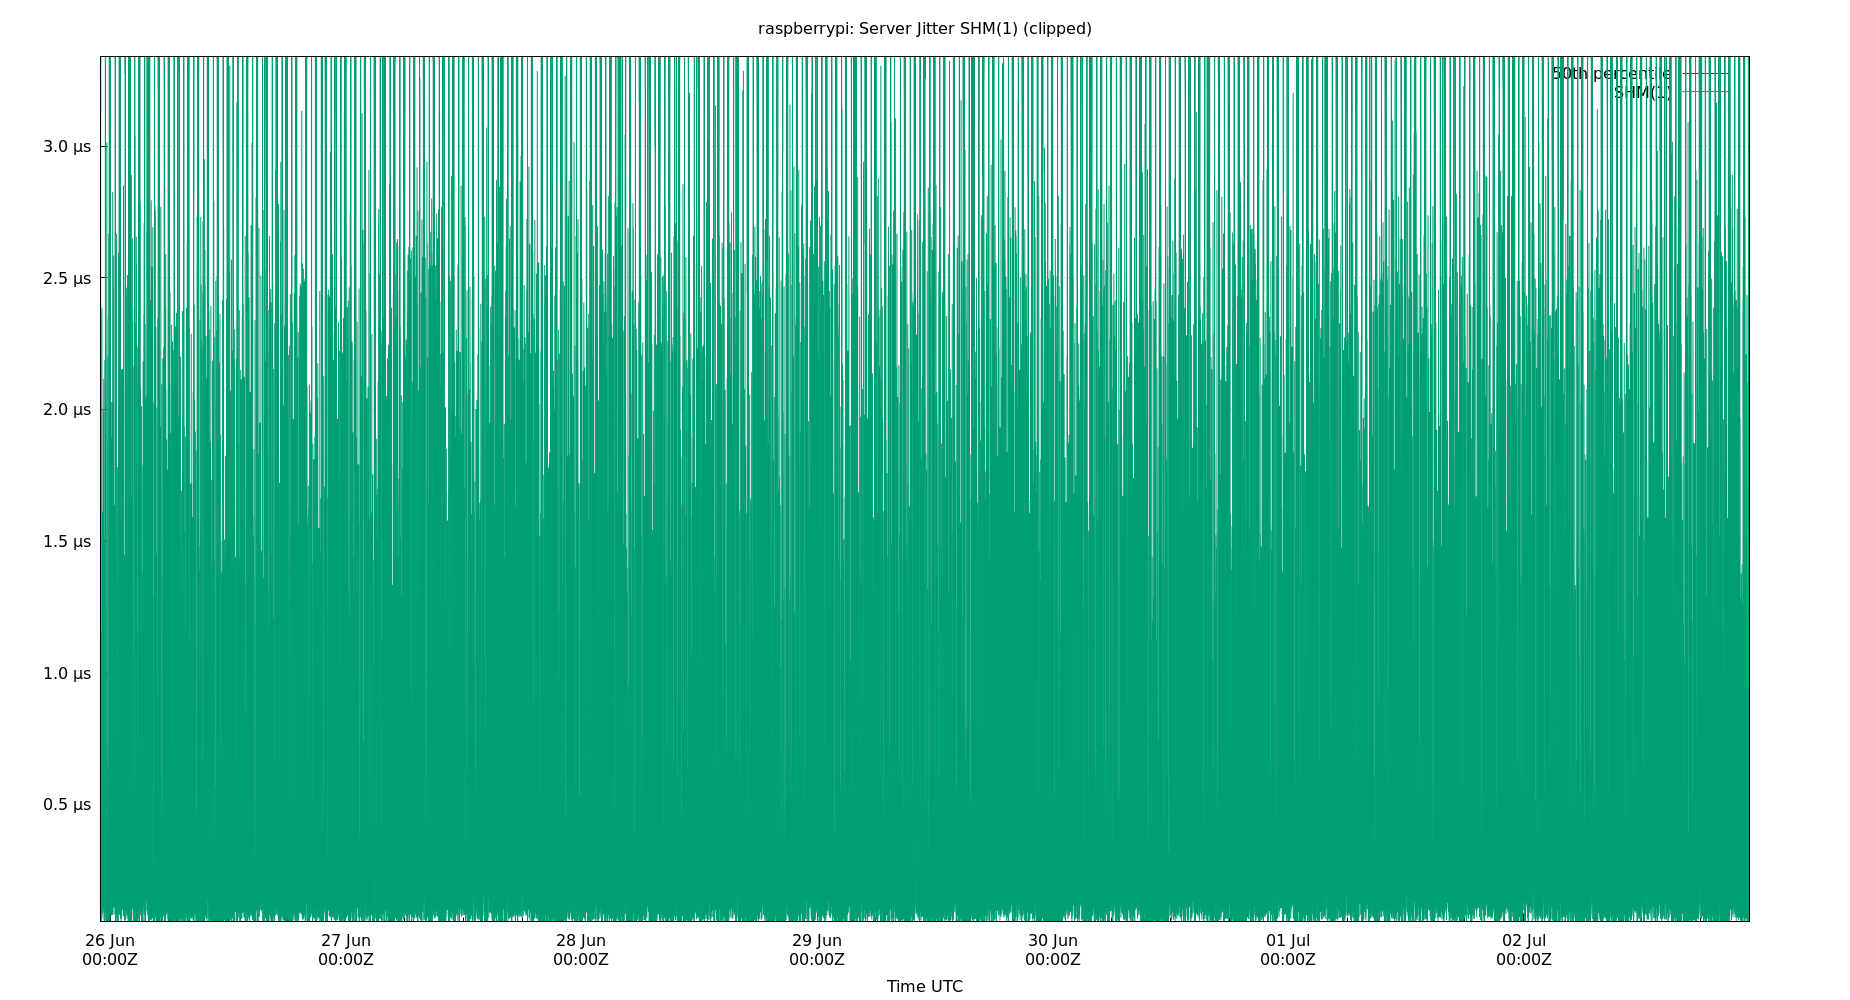 raspberrypi: Server Jitter SHM(1) (clipped)
50th percentile
SHM(1)
3.0 µs
2.5 µs
2.0 µs
1.5 µs
1.0 µs
0.5 µs
26 Jun 27 Jun 28 Jun 29 Jun 30 Jun 01 Jul 02 Jul
00:00Z 00:00Z 00:00Z 00:00Z 00:00Z 00:00Z 00:00Z
Time UTC